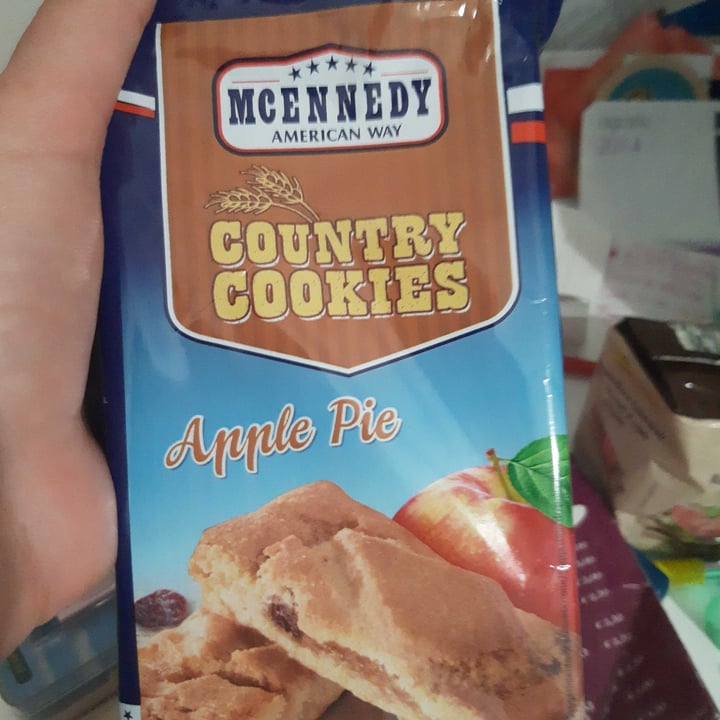 MCENNEDY
AMERICAN WAY
COUNTRY
COOKIES
Apple Pie